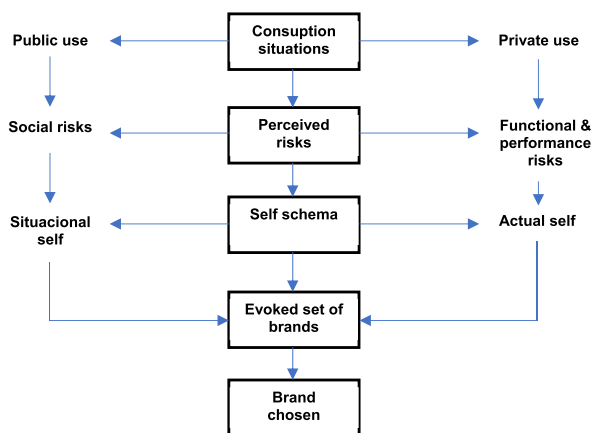 Public use
Consuption
situations
Private use
Social risks
Perceived
risks
Functional &
performance
risks
Situacional
self
Self schema
Actual self
Evoked set of
brands
Brand
chosen